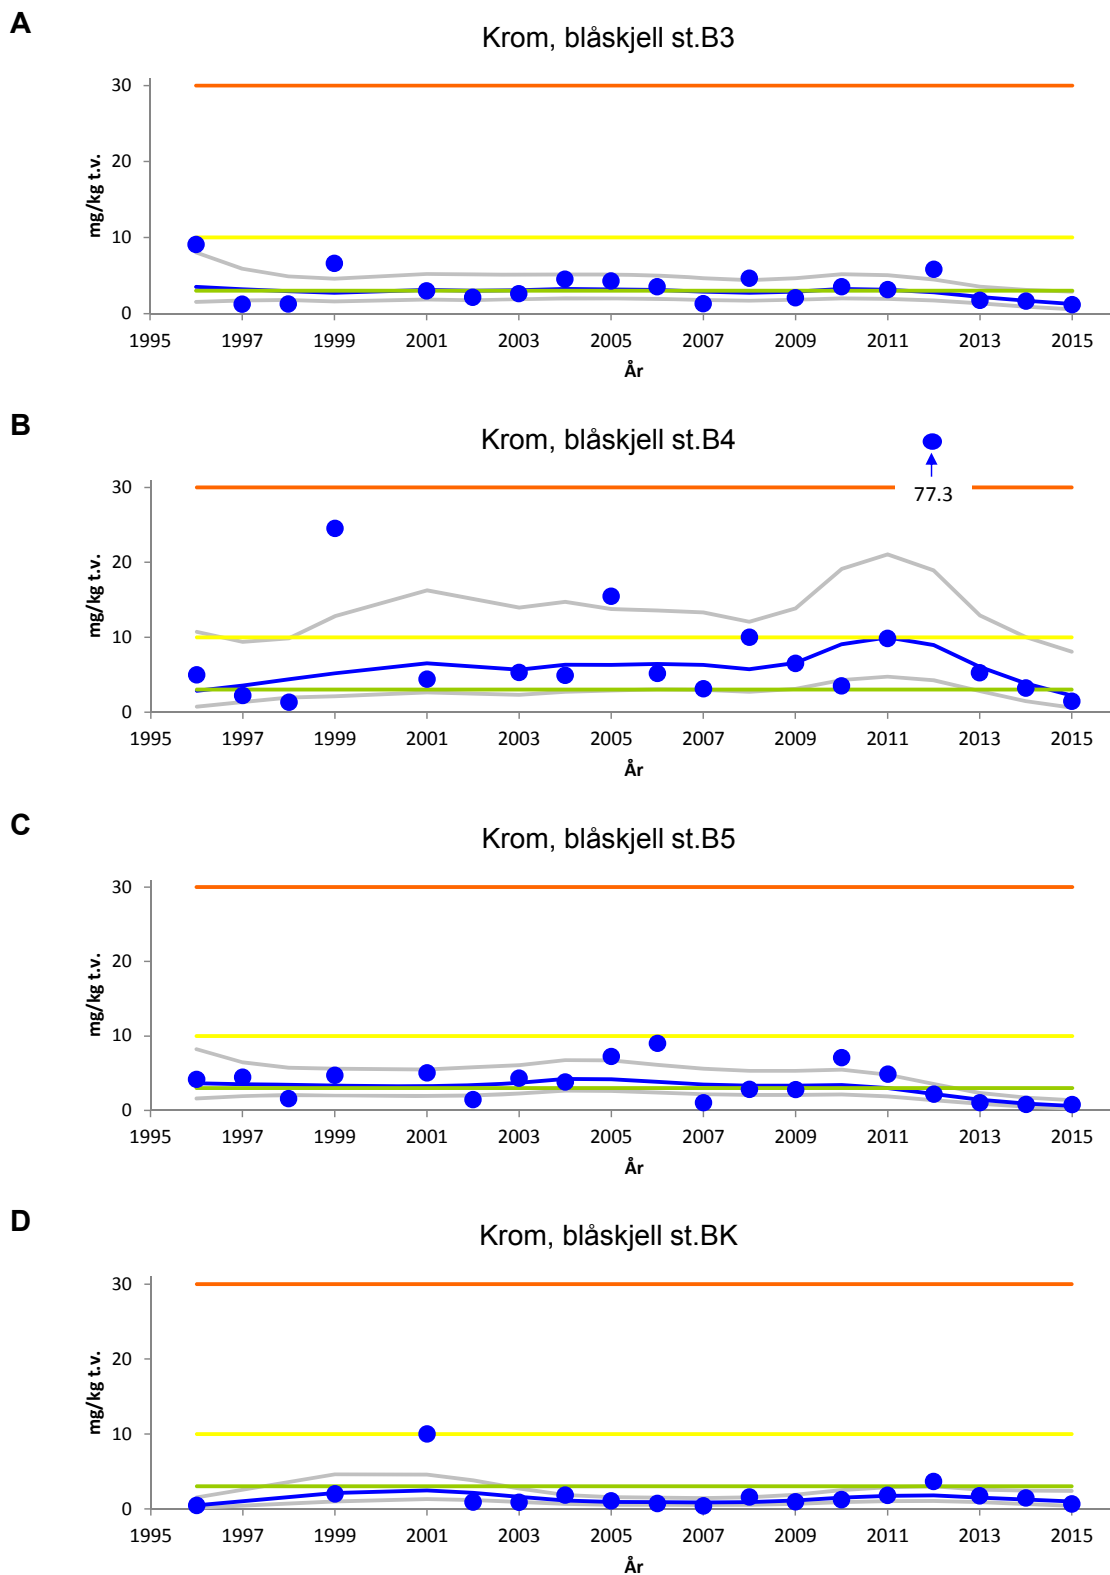 A
Krom, blåskjell st.B3
mg/kg t.v.
30
20
10
0
1995 1997 1999 2001 2003 2005 2007 2009 2011 2013 2015
År
B
Krom, blåskjell st.B4
77.3
mg/kg t.v.
30
20
10
0
1995 1997 1999 2001 2003 2005 2007 2009 2011 2013 2015
År
C
Krom, blåskjell st.B5
mg/kg t.v.
30
20
10
0
1995 1997 1999 2001 2003 2005 2007 2009 2011 2013 2015
År
D
Krom, blåskjell st.BK
mg/kg t.v.
30
20
10
0
1995 1997 1999 2001 2003 2005 2007 2009 2011 2013 2015
År